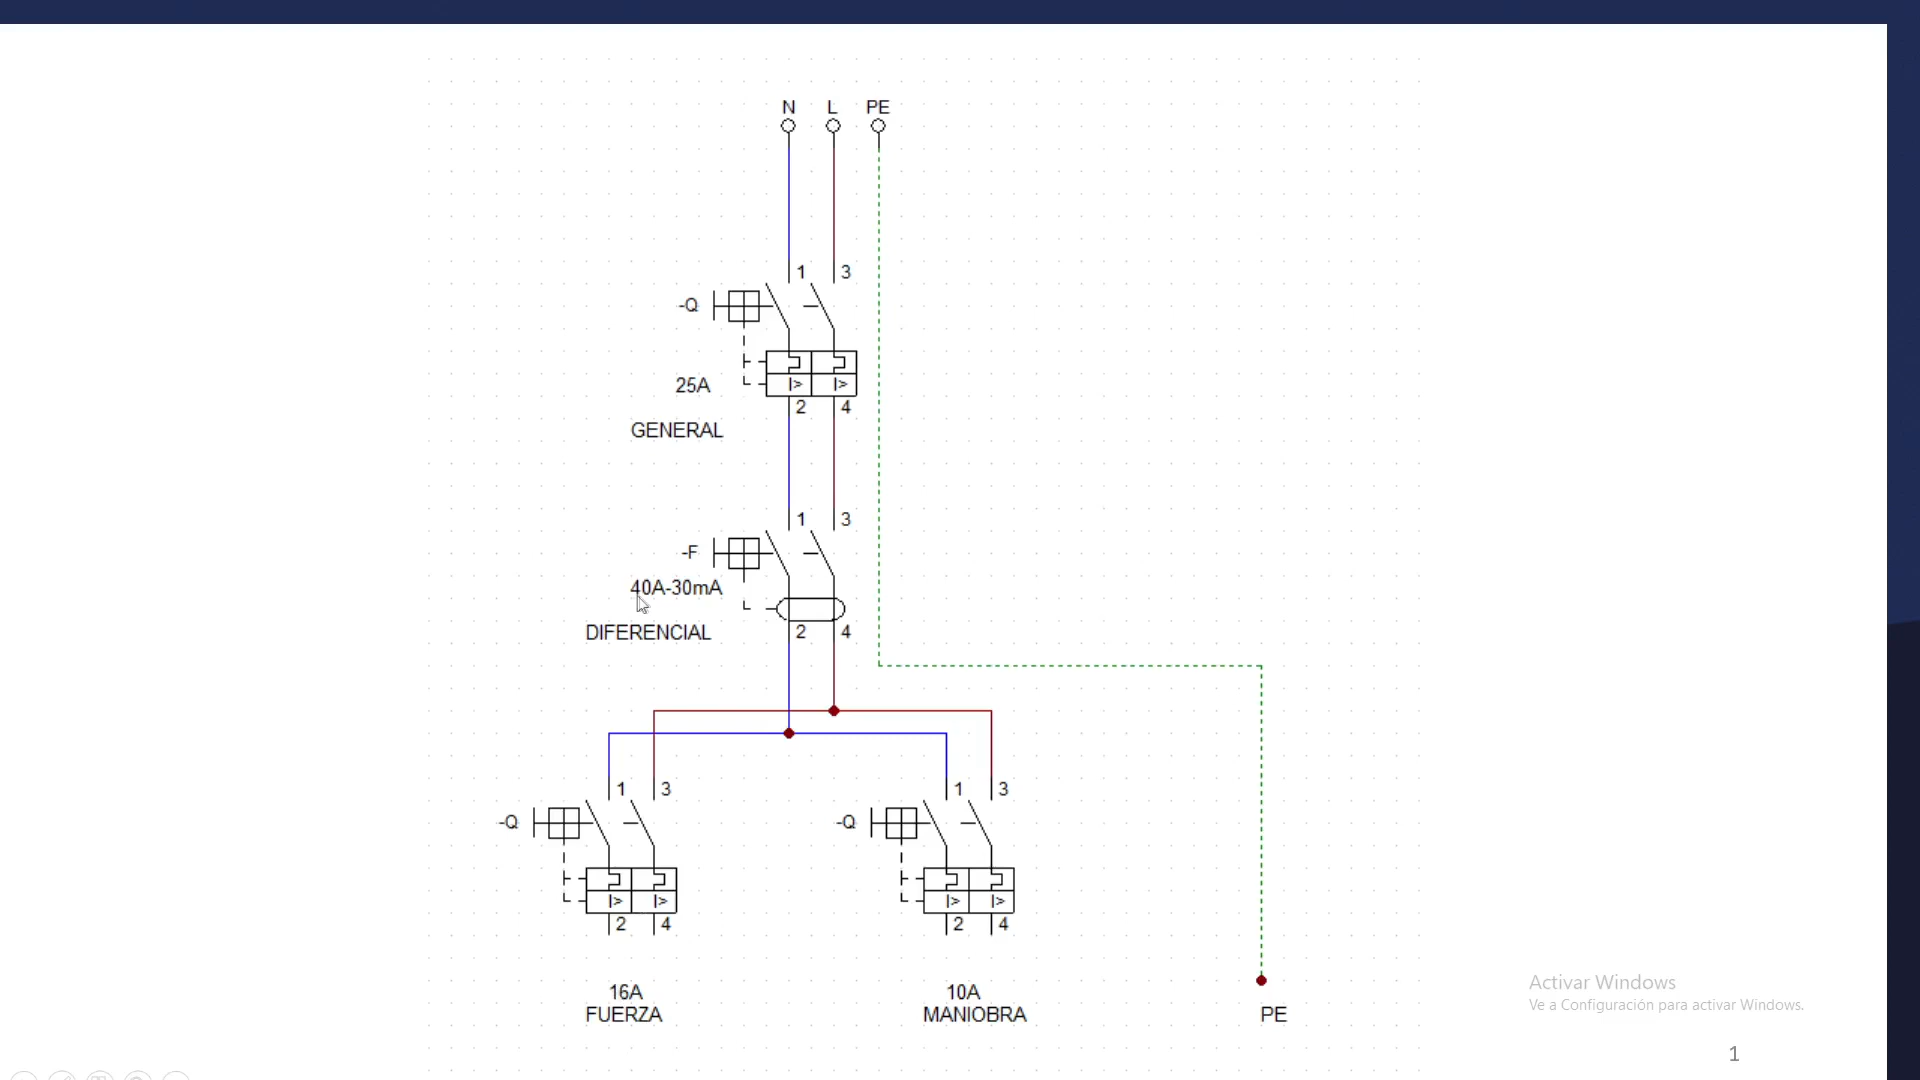 N L PE
1 3
-Q
I> I>
25A
2 4
GENERAL
1 3
-F
40A-30mA
DIFERENCIAL
2 4
1 3
1 3
-Q
-Q
I> I>
I> I>
2 4
2 4
16A
FUERZA
10A
MANIOBRA
PE
Activar Windows
Ve a Configuración para activar Windows.
1